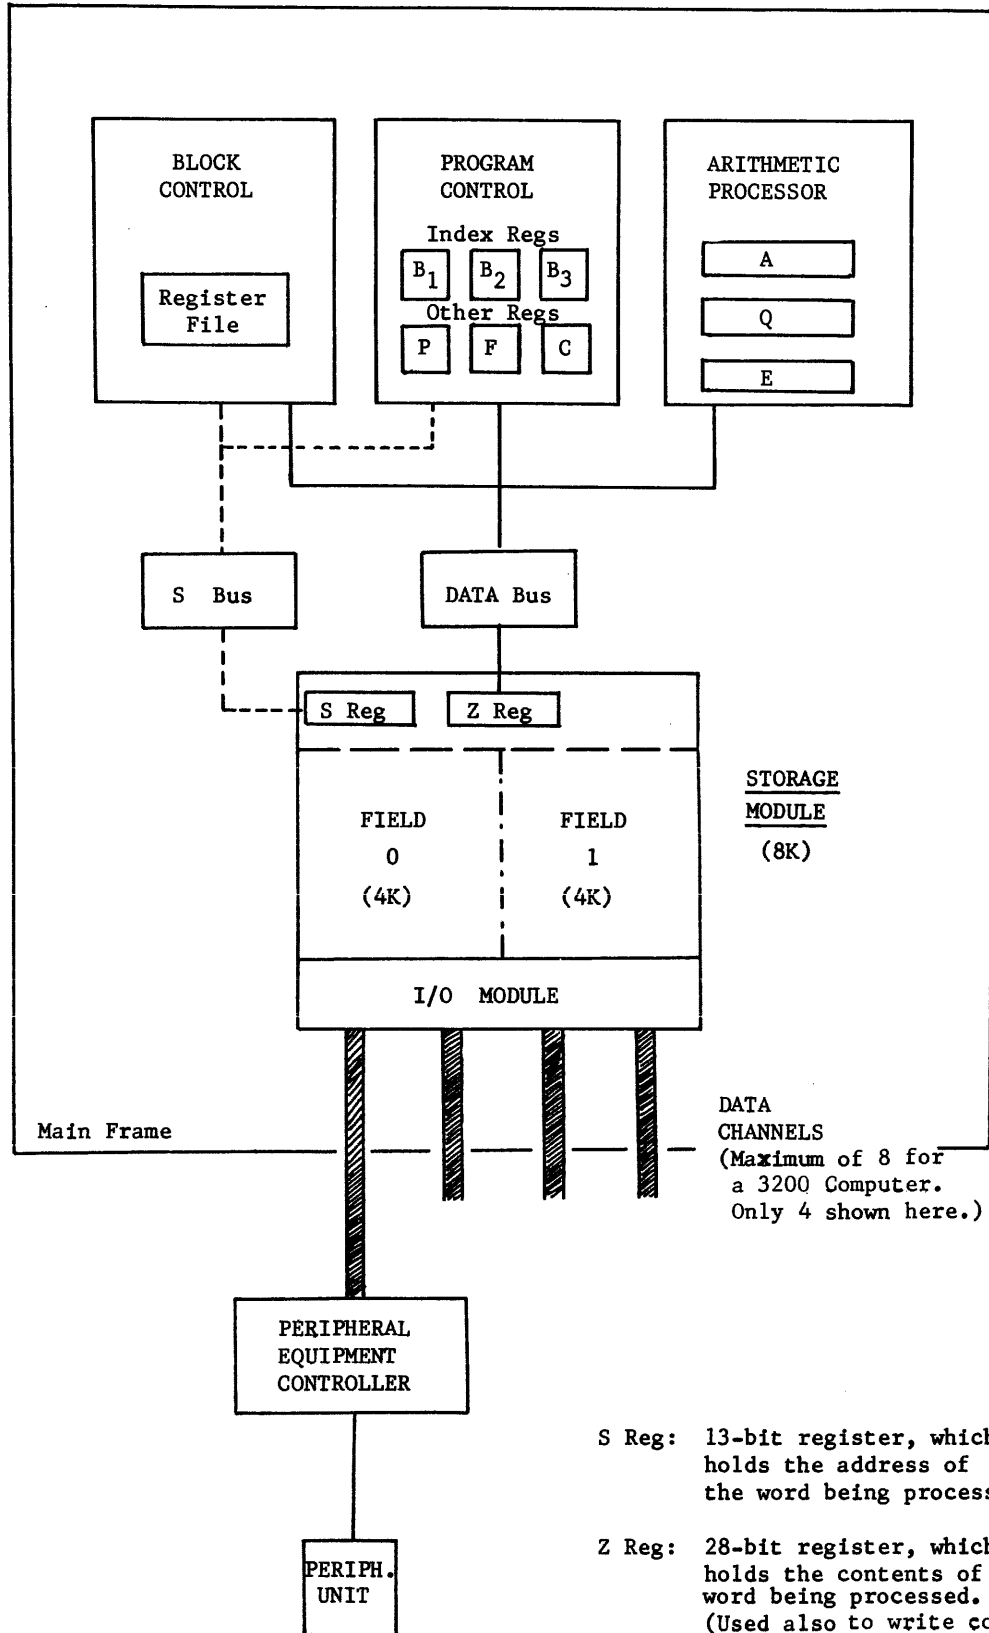 BLOCK
CONTROL
Register
File
PROGRAM
CONTROL
Index Regs
B1 B2 B3
Other Regs
P F C
ARITHMETIC
PROCESSOR
A
Q
E
S Bus
DATA Bus
S Reg
Z Reg
FIELD
0
(4K)
FIELD
1
(4K)
STORAGE
MODULE
(8K)
I/O MODULE
Main Frame
DATA
CHANNELS
(Maximum of 8 for
a 3200 Computer.
Only 4 shown here.)
PERIPHERAL
EQUIPMENT
CONTROLLER
PERIPH.
UNIT
S Reg: 13-bit register, which
holds the address of
the word being process
Z Reg: 28-bit register, which
holds the contents of
word being processed.
(Used also to write co